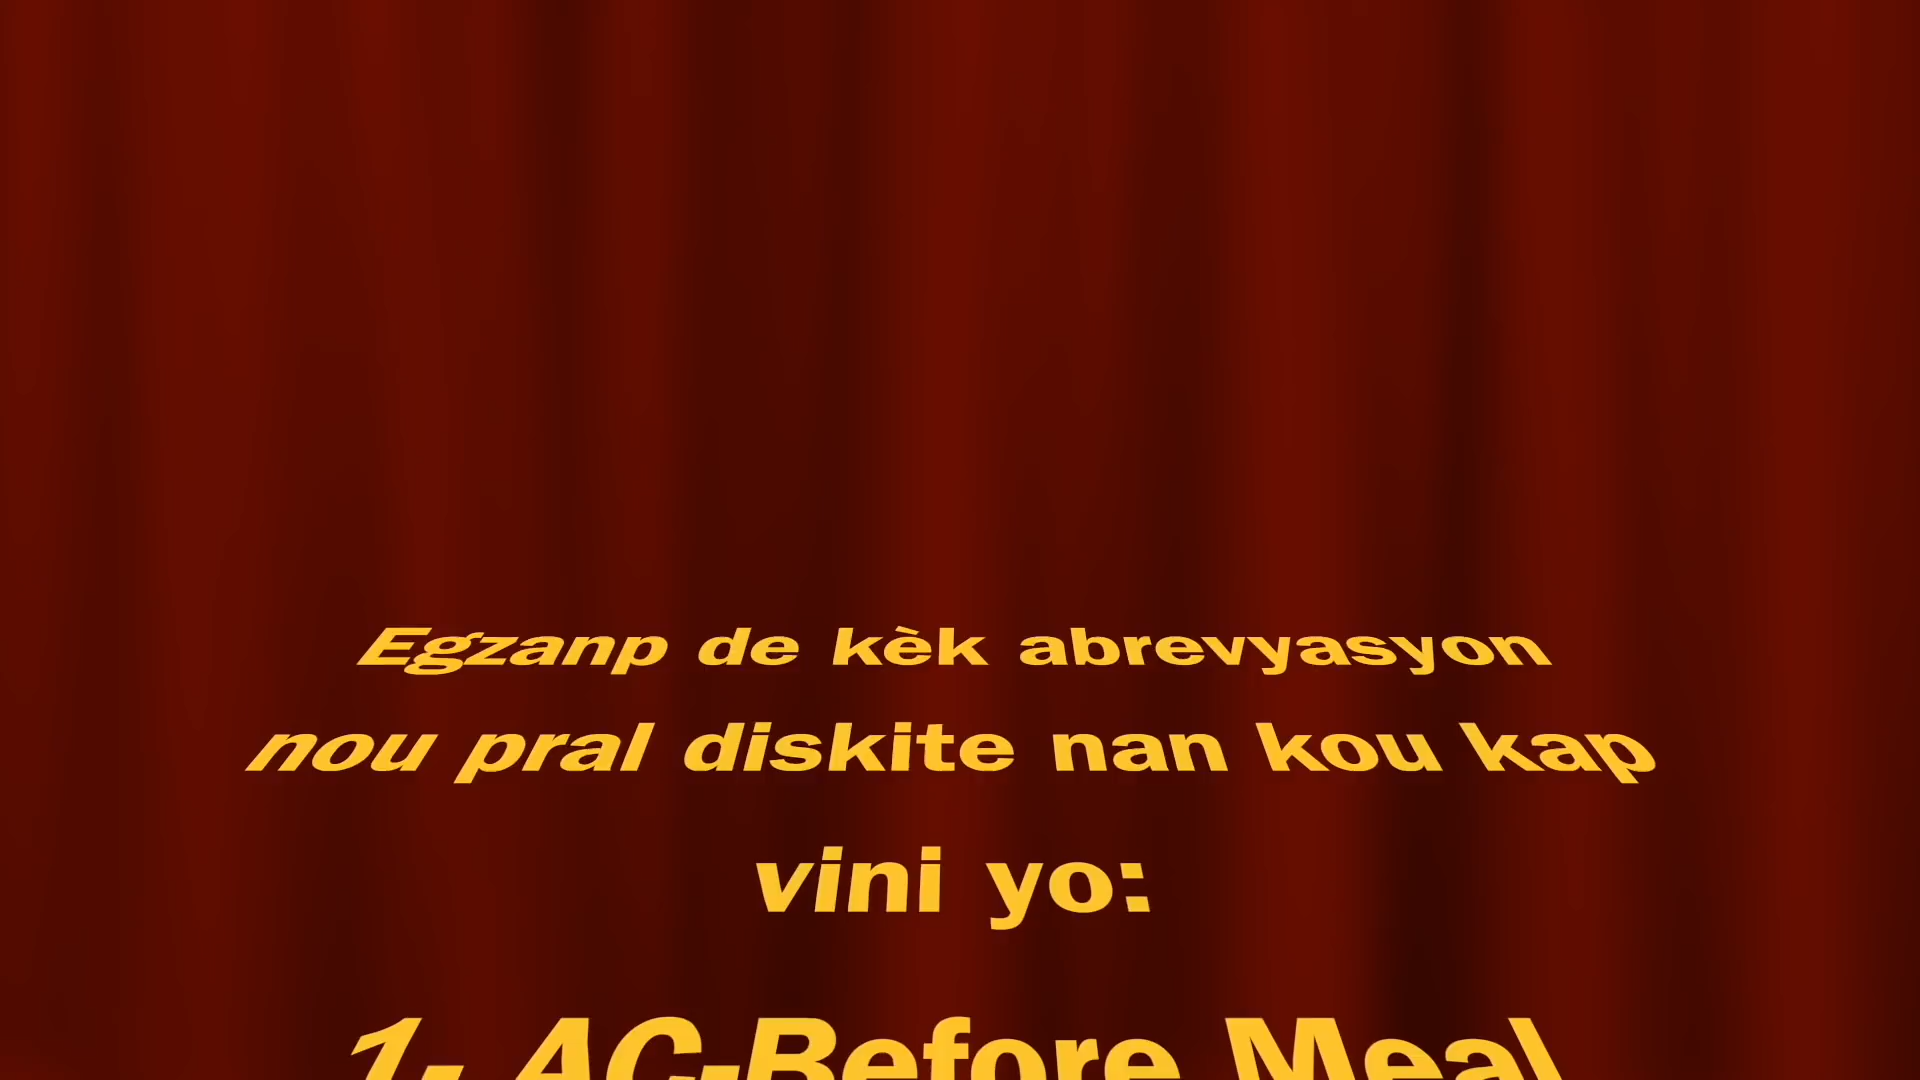 Egzanp de kèk abrevyasyon
nou pral diskite nan kou kap
vini yo:
1- AC-Before Meal